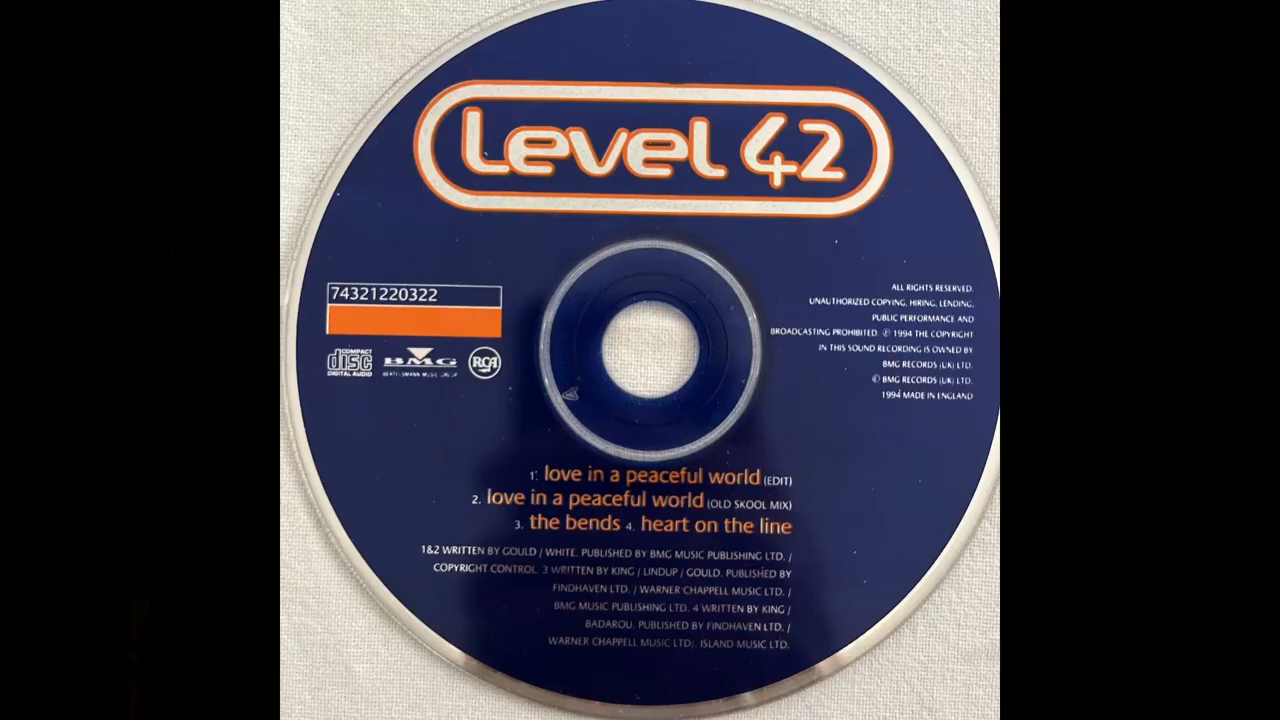 Level 42
74321220322
COMPACT
disc
DIGITAL AUDIO
BMG
BERTELSMANN MUSIC GROUP
RCA
ALL RIGHTS RESERVED.
UNAUTHORIZED COPYING, HIRING, LENDING,
PUBLIC PERFORMANCE AND
BROADCASTING PROHIBITED. ℗ 1994 THE COPYRIGHT
IN THIS SOUND RECORDING IS OWNED BY
BMG RECORDS (UK) LTD.
© BMG RECORDS (UK) LTD.
1994 MADE IN ENGLAND
1. love in a peaceful world (EDIT)
2. love in a peaceful world (OLD SKOOL MIX)
3. the bends 4. heart on the line
1&2 WRITTEN BY GOULD / WHITE. PUBLISHED BY BMG MUSIC PUBLISHING LTD. /
COPYRIGHT CONTROL. 3 WRITTEN BY KING / LINDUP / GOULD. PUBLISHED BY
FINDHAVEN LTD. / WARNER CHAPPELL MUSIC LTD. /
BMG MUSIC PUBLISHING LTD. 4 WRITTEN BY KING /
BADAROU. PUBLISHED BY FINDHAVEN LTD. /
WARNER CHAPPELL MUSIC LTD/. ISLAND MUSIC LTD.